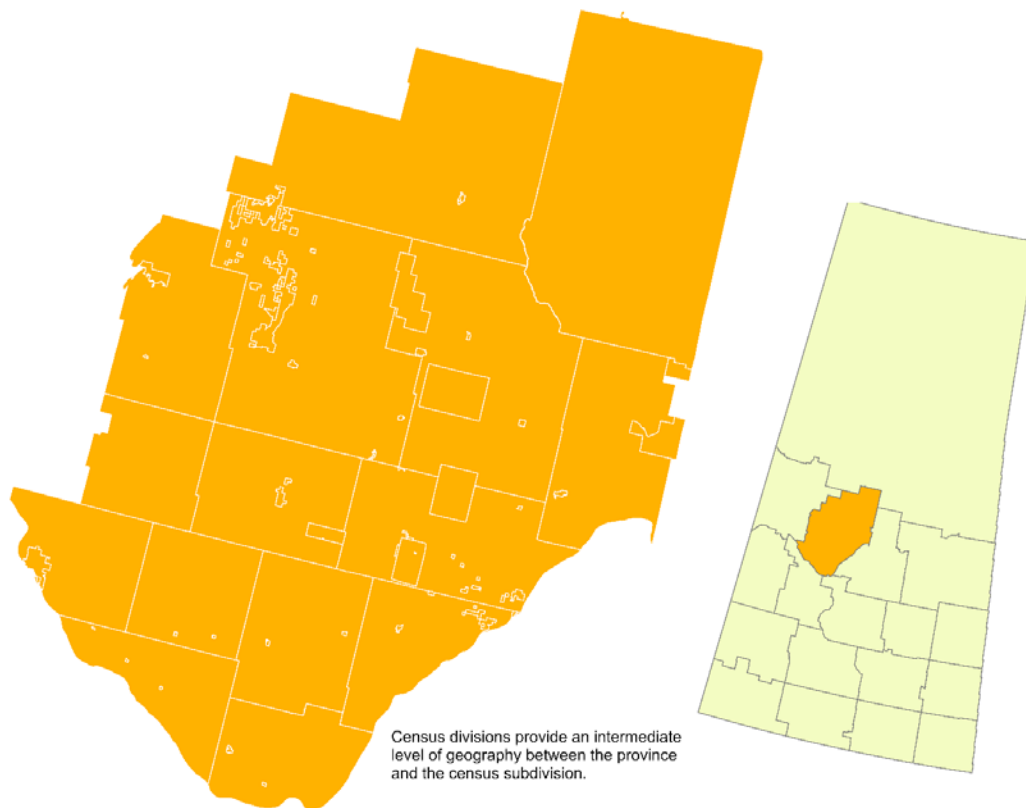 Census divisions provide an intermediate
level of geography between the province
and the census subdivision.